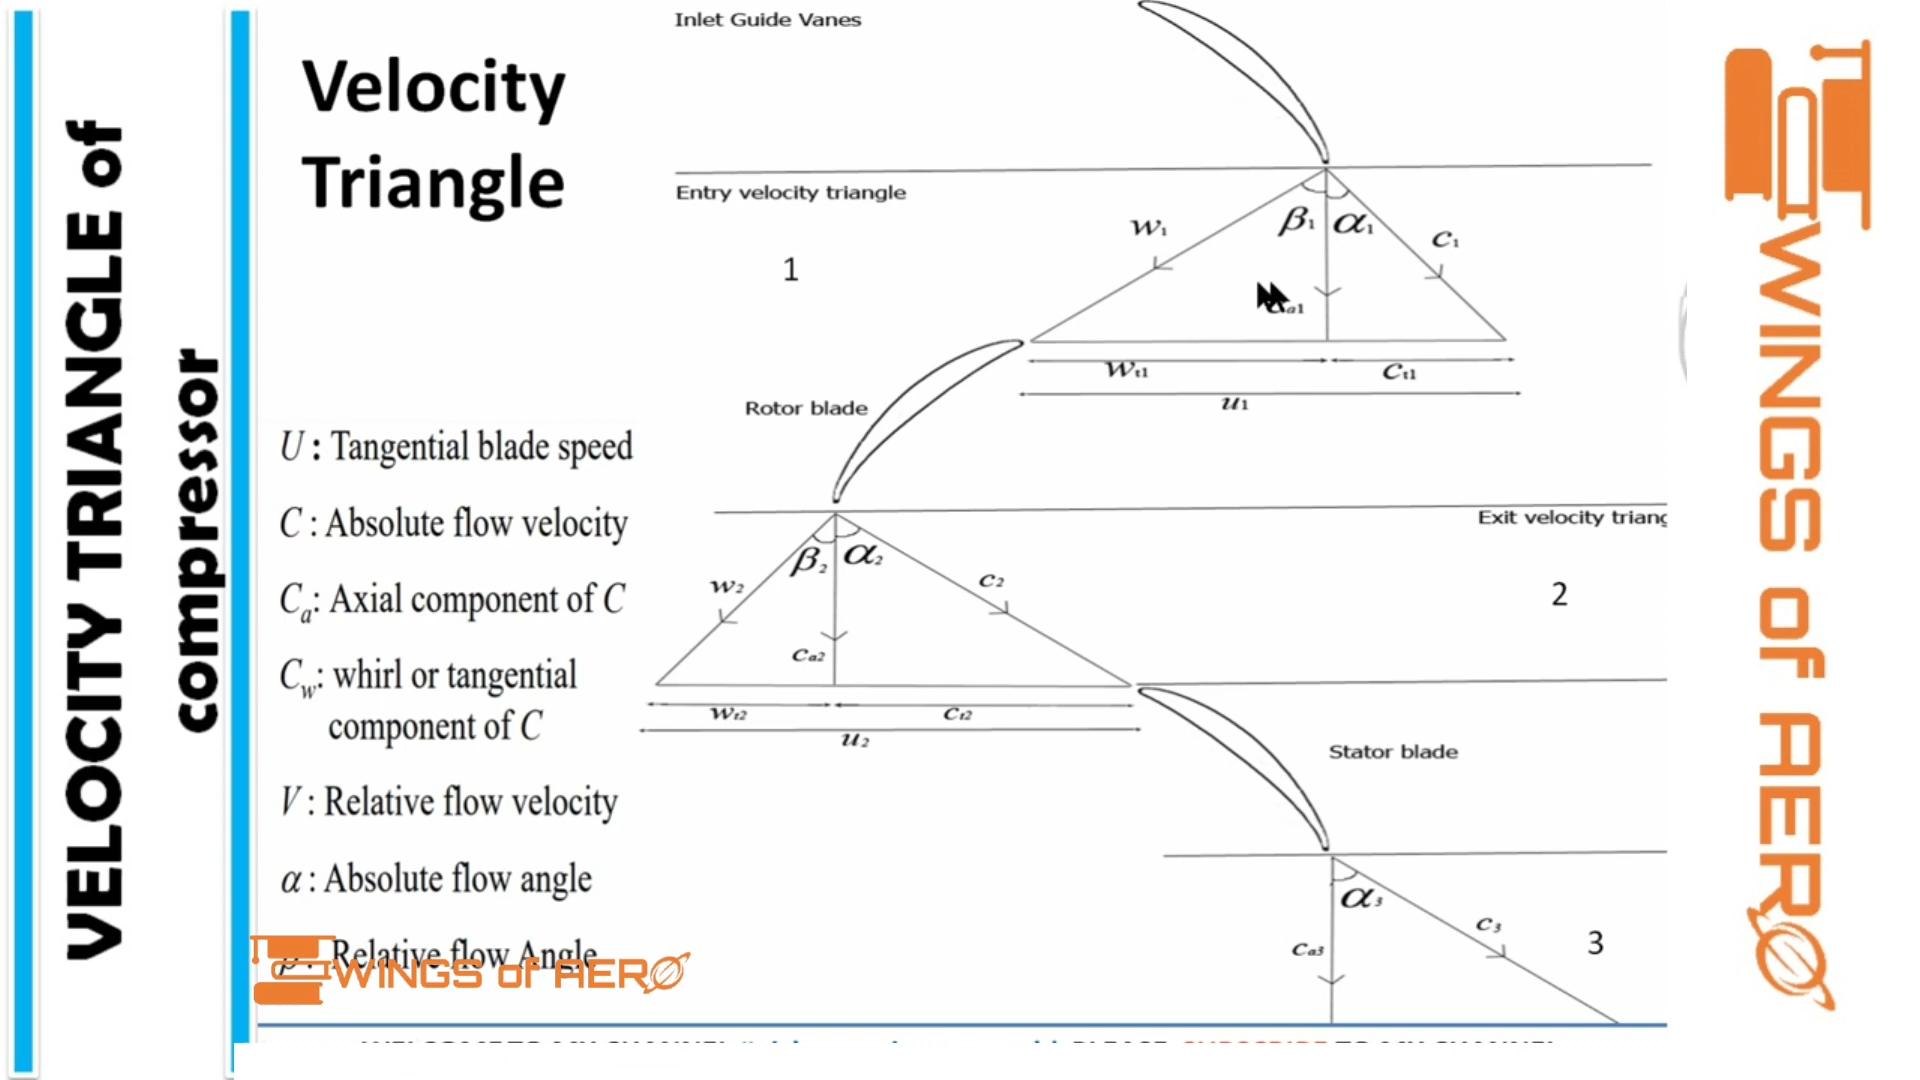 VELOCITY TRIANGLE of
compressor
Velocity
Triangle
U : Tangential blade speed
C : Absolute flow velocity
Ca: Axial component of C
Cw: whirl or tangential
component of C
V : Relative flow velocity
α : Absolute flow angle
Relative flow Angle
WINGS of AERO
Inlet Guide Vanes
Entry velocity triangle
1
w1
β1
α1
c1
a1
Wt1
Ct1
u1
Rotor blade
Exit velocity triang
2
w2
β2
α2
c2
Ca2
Wt2
Ct2
u2
Stator blade
α3
Ca3
c3
3
WINGS of AERO